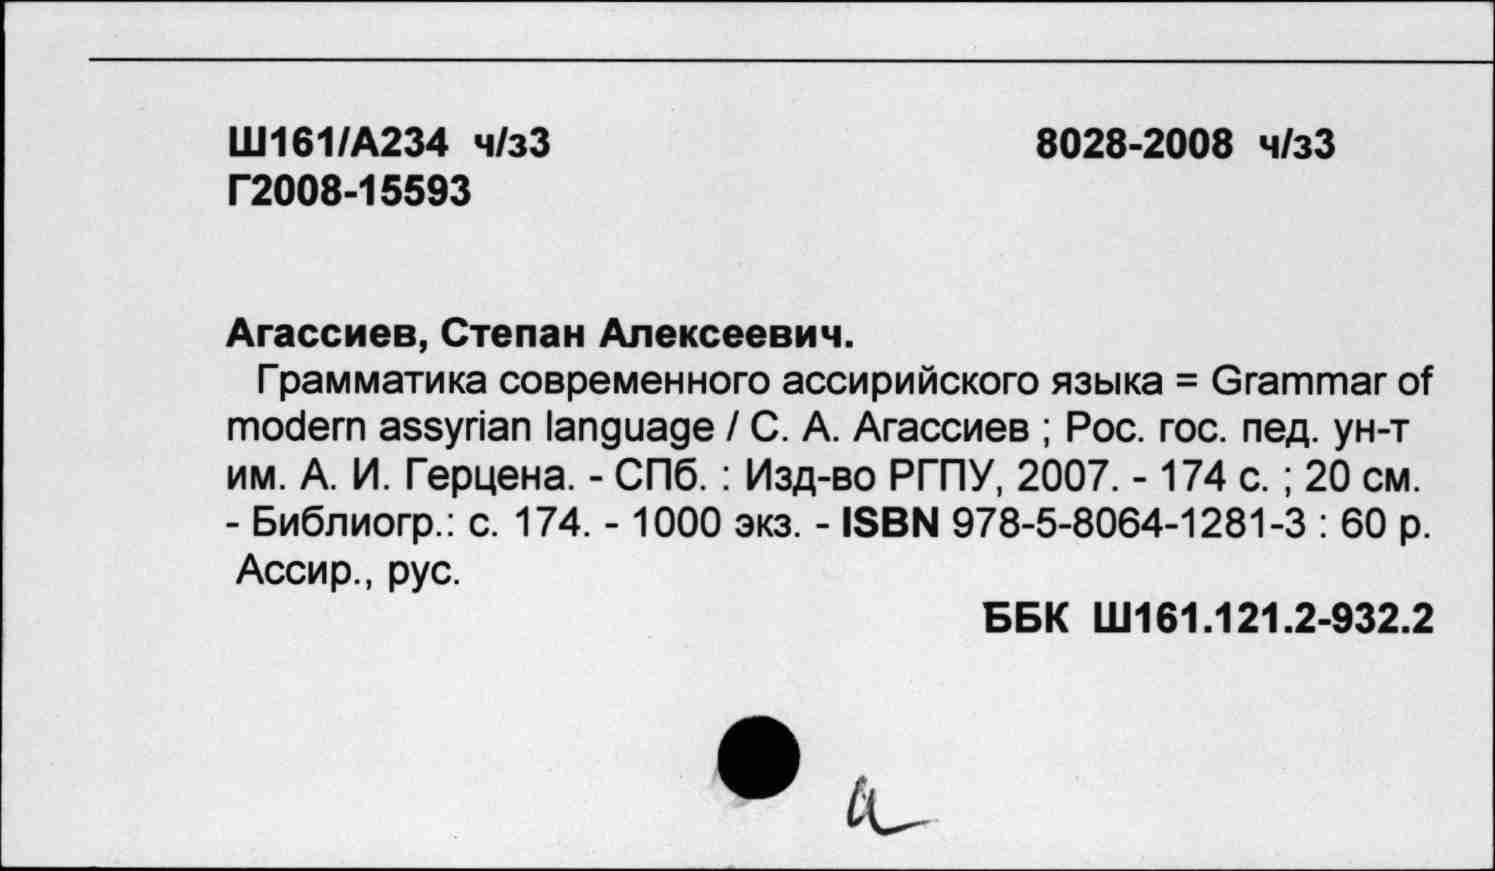 Ш161/А234 ч/з3
8028-2008 ч/з3
Г2008-15593
Агассиев, Степан Алексеевич.
Грамматика современного ассирийского языка = Grammar of
modern assyrian language / С. А. Агассиев ; Рос. гос. пед. ун-т
им. А. И. Герцена. - СПб. : Изд-во РГПУ, 2007. - 174 с. ; 20 см.
- Библиогр.: с. 174. - 1000 экз. - ISBN 978-5-8064-1281-3 : 60 р.
Ассир., рус.
ББК Ш161.121.2-932.2